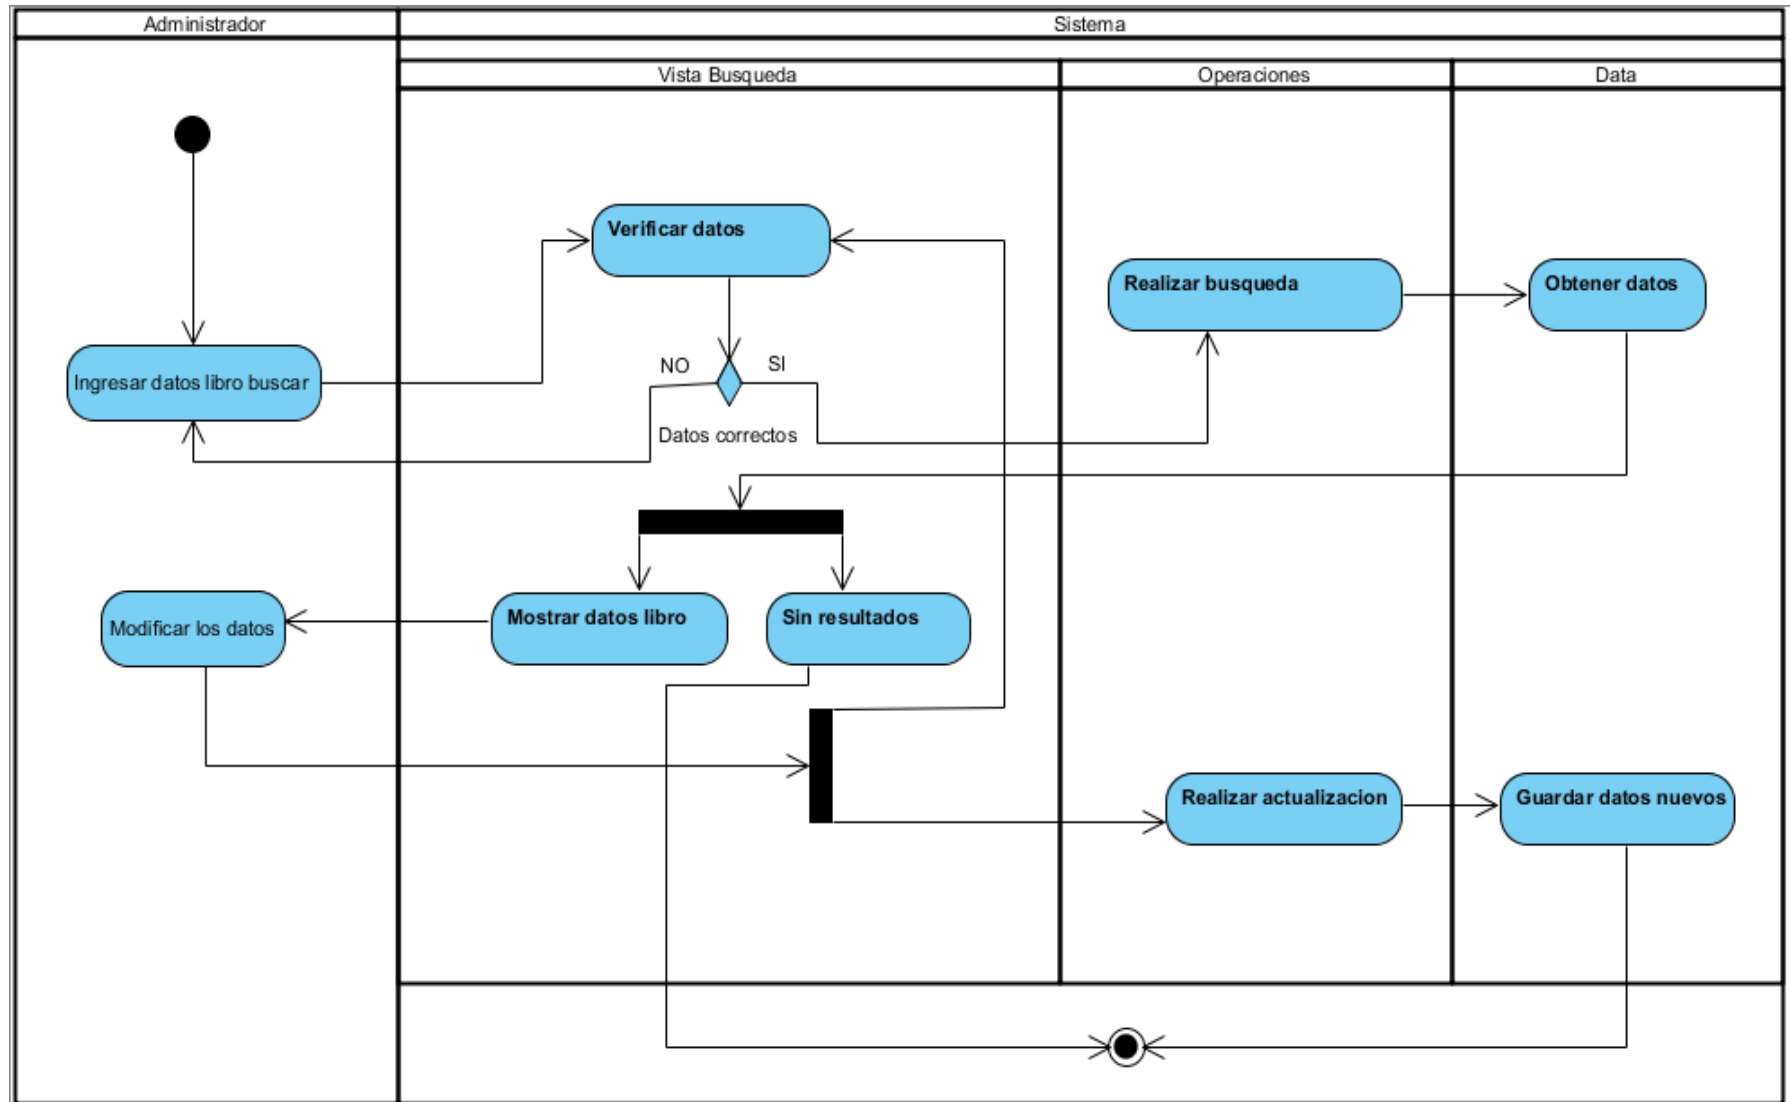 Administrador
Sistema
Vista Busqueda
Operaciones
Data
Verificar datos
Realizar busqueda
Obtener datos
NO
SI
Ingresar datos libro buscar
Datos correctos
Mostrar datos libro
Sin resultados
Modificar los datos
Realizar actualizacion
Guardar datos nuevos